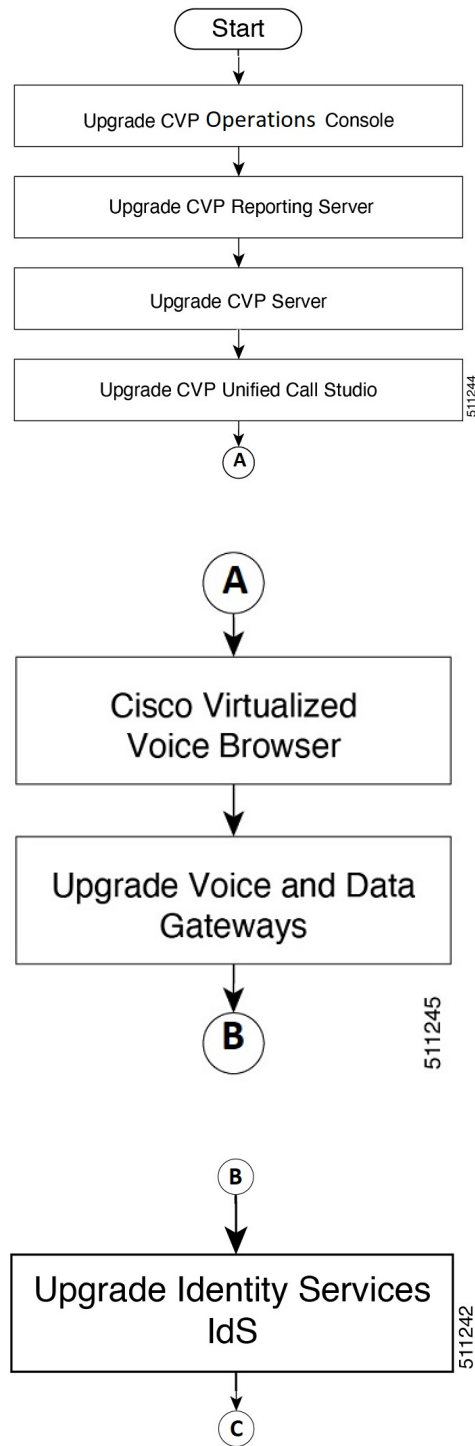 Start
Upgrade CVP Operations Console
Upgrade CVP Reporting Server
Upgrade CVP Server
Upgrade CVP Unified Call Studio
511244
A
A
Cisco Virtualized
Voice Browser
Upgrade Voice and Data
Gateways
B
511245
B
Upgrade Identity Services
IdS
511242
C